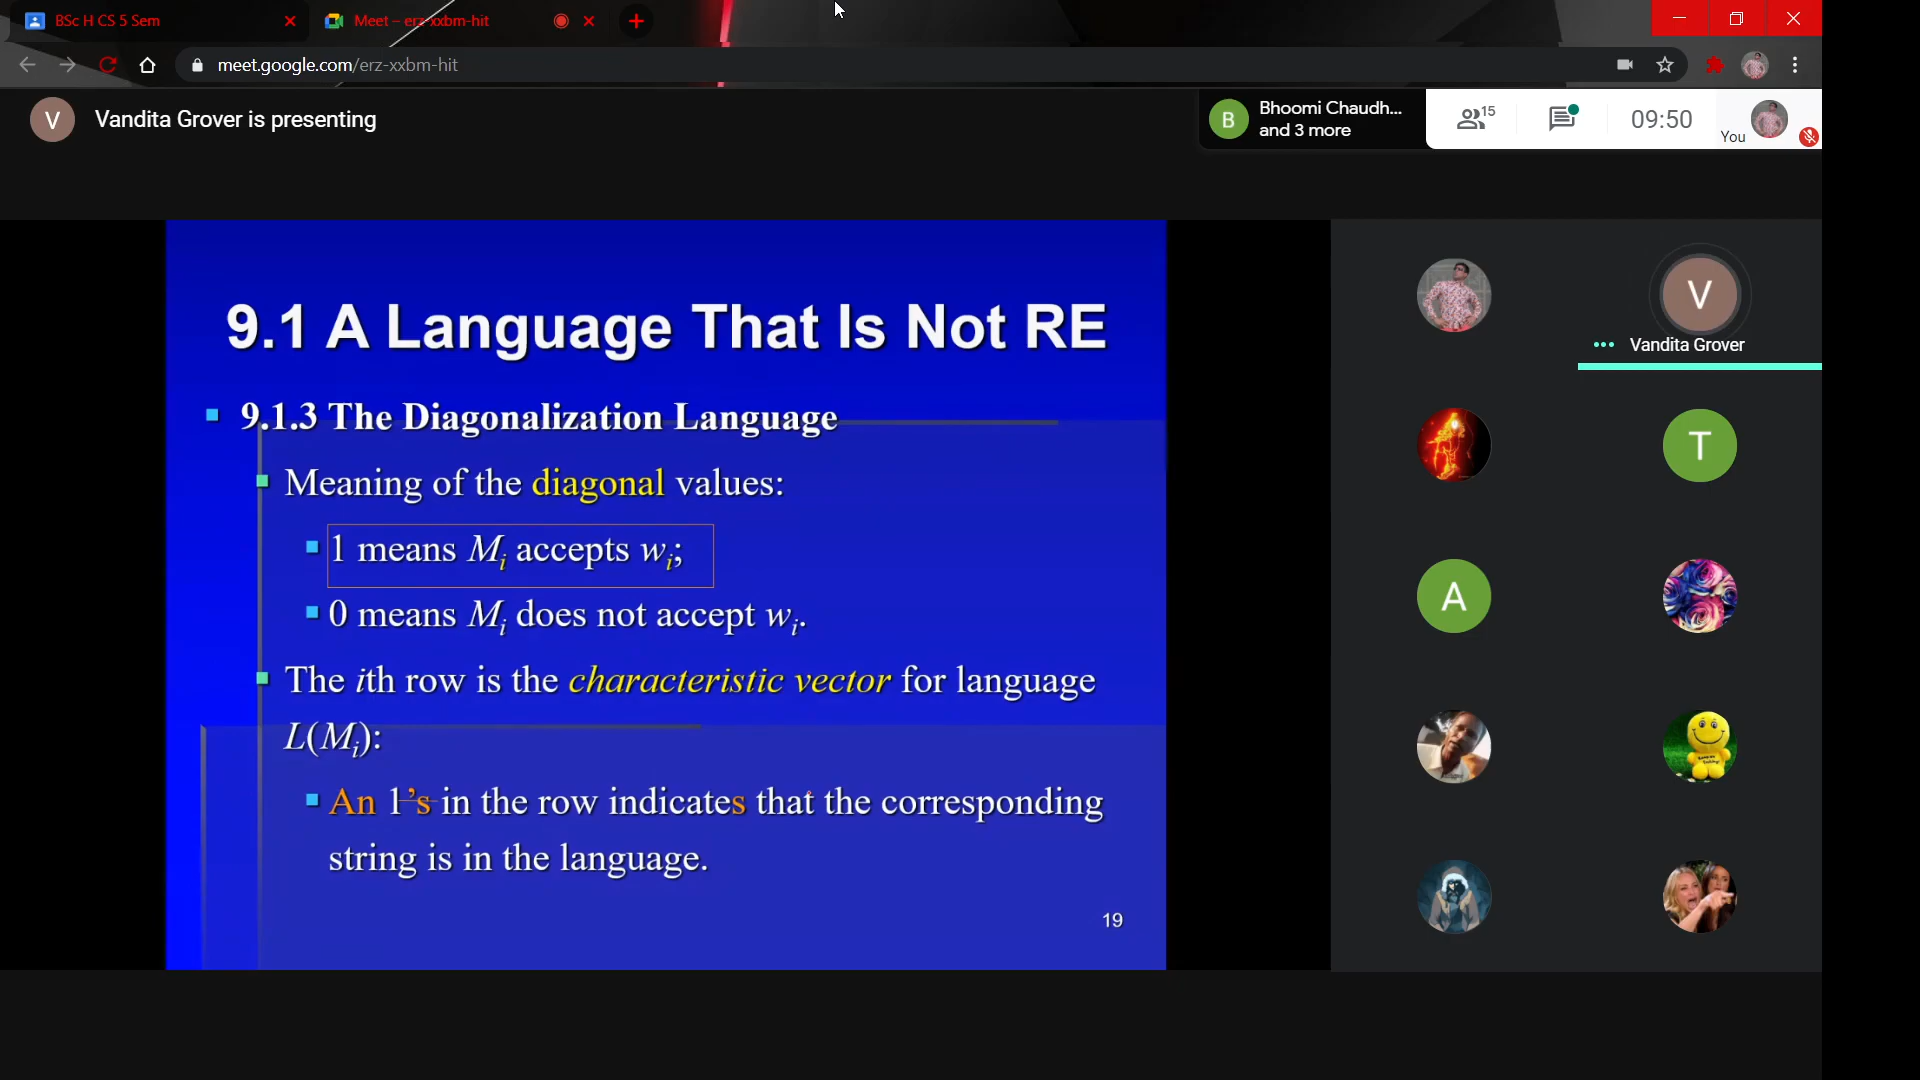 BSc H CS 5 Sem
Meet – erz-xxbm-hit
meet.google.com/erz-xxbm-hit
V
Vandita Grover is presenting
B
Bhoomi Chaudh...
and 3 more
15
09:50
You
9.1 A Language That Is Not RE
9.1.3 The Diagonalization Language
Meaning of the diagonal values:
1 means Mi accepts wi;
0 means Mi does not accept wi.
The ith row is the characteristic vector for language
L(Mi):
An 1's in the row indicates that the corresponding
string is in the language.
19
V
Vandita Grover
T
A